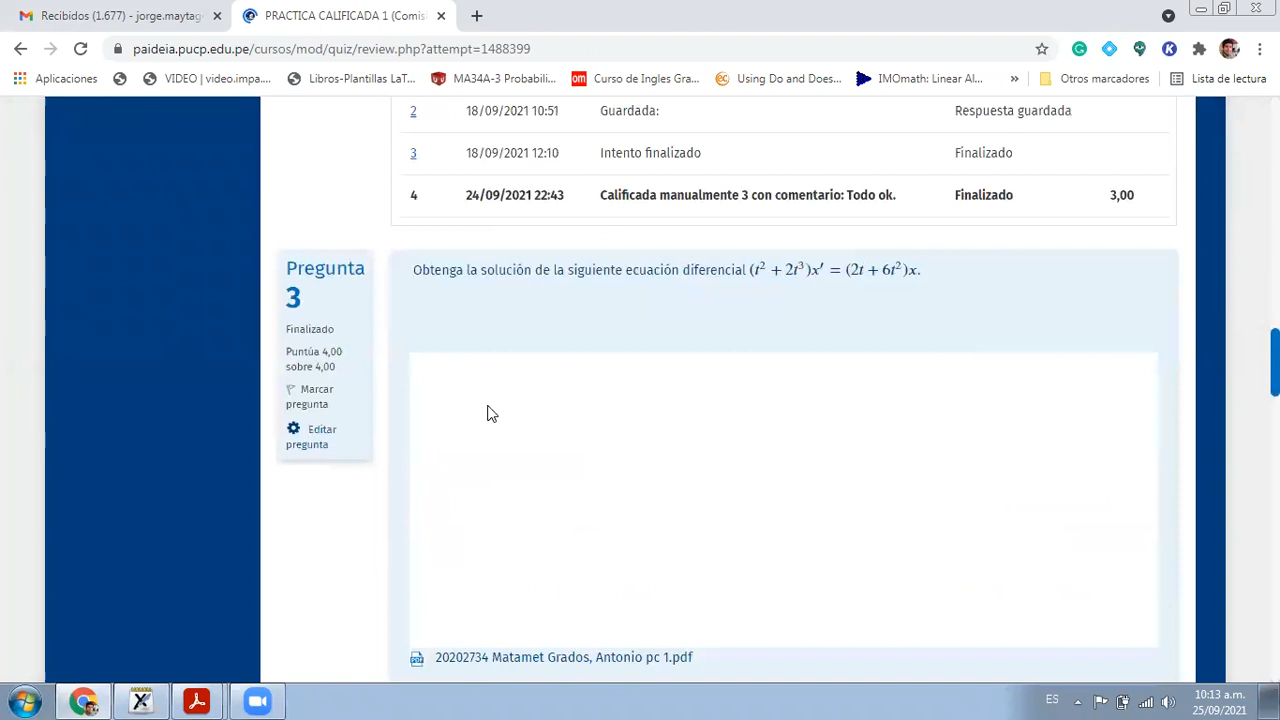 Recibidos (1.677) - jorge.maytag
PRACTICA CALIFICADA 1 (Comisi
paideia.pucp.edu.pe/cursos/mod/quiz/review.php?attempt=1488399
Aplicaciones
VIDEO | video.impa....
Libros-Plantillas LaT...
MA34A-3 Probabili...
om
Curso de Ingles Gra...
Using Do and Does...
IMOmath: Linear Al...
»
Otros marcadores
Lista de lectura
2 18/09/2021 10:51 Guardada: Respuesta guardada
3 18/09/2021 12:10 Intento finalizado Finalizado
4 24/09/2021 22:43 Calificada manualmente 3 con comentario: Todo ok. Finalizado 3,00
Pregunta
3
Finalizado
Puntúa 4,00
sobre 4,00
Marcar
pregunta
Editar
pregunta
Obtenga la solución de la siguiente ecuación diferencial (t² + 2t³)x′ = (2t + 6t²)x.
20202734 Matamet Grados, Antonio pc 1.pdf
ES
10:13 a.m.
25/09/2021